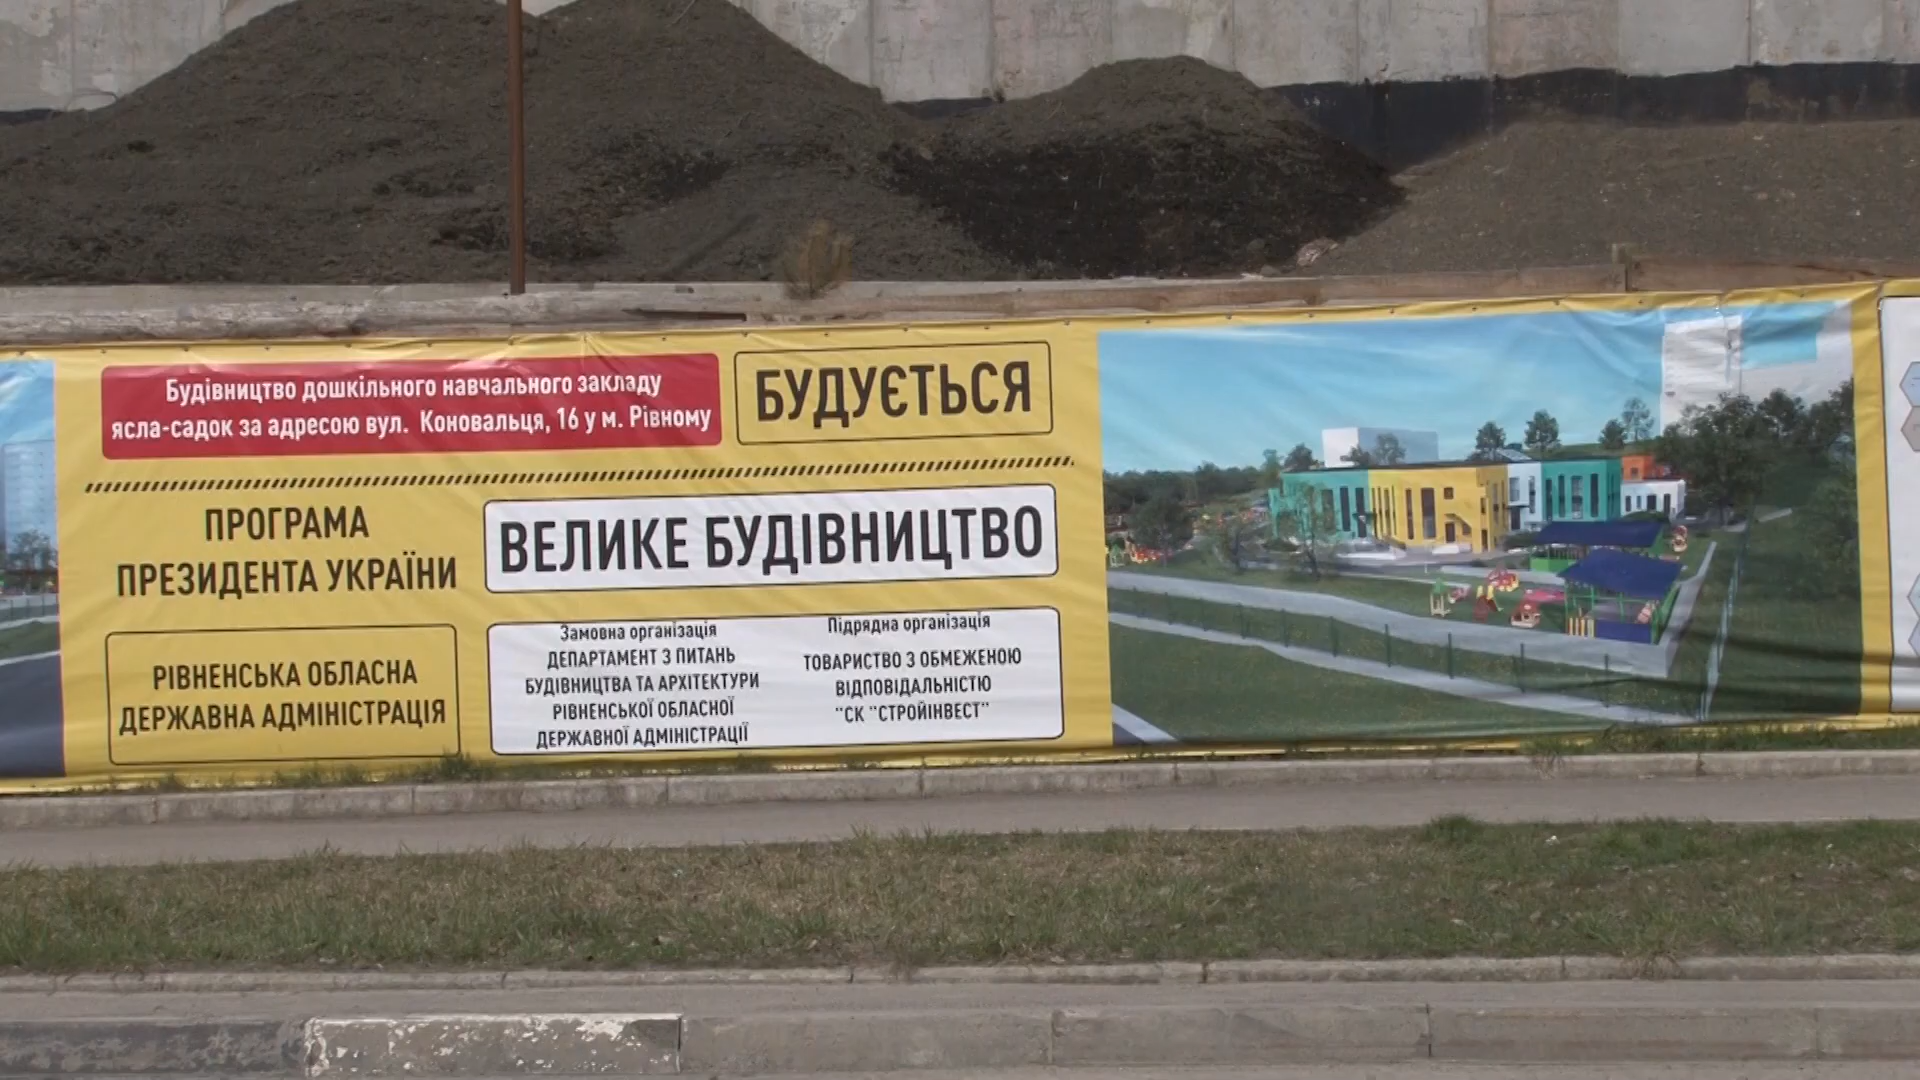 Будівництво дошкільного навчального закладу
ясла-садок за адресою вул. Коновальця, 16 у м. Рівному
БУДУЄТЬСЯ
ПРОГРАМА
ПРЕЗИДЕНТА УКРАЇНИ
ВЕЛИКЕ БУДІВНИЦТВО
РІВНЕНСЬКА ОБЛАСНА
ДЕРЖАВНА АДМІНІСТРАЦІЯ
Замовна організація
ДЕПАРТАМЕНТ З ПИТАНЬ
БУДІВНИЦТВА ТА АРХІТЕКТУРИ
РІВНЕНСЬКОЇ ОБЛАСНОЇ
ДЕРЖАВНОЇ АДМІНІСТРАЦІЇ
Підрядна організація
ТОВАРИСТВО З ОБМЕЖЕНОЮ
ВІДПОВІДАЛЬНІСТЮ
"СК "СТРОЙІНВЕСТ"